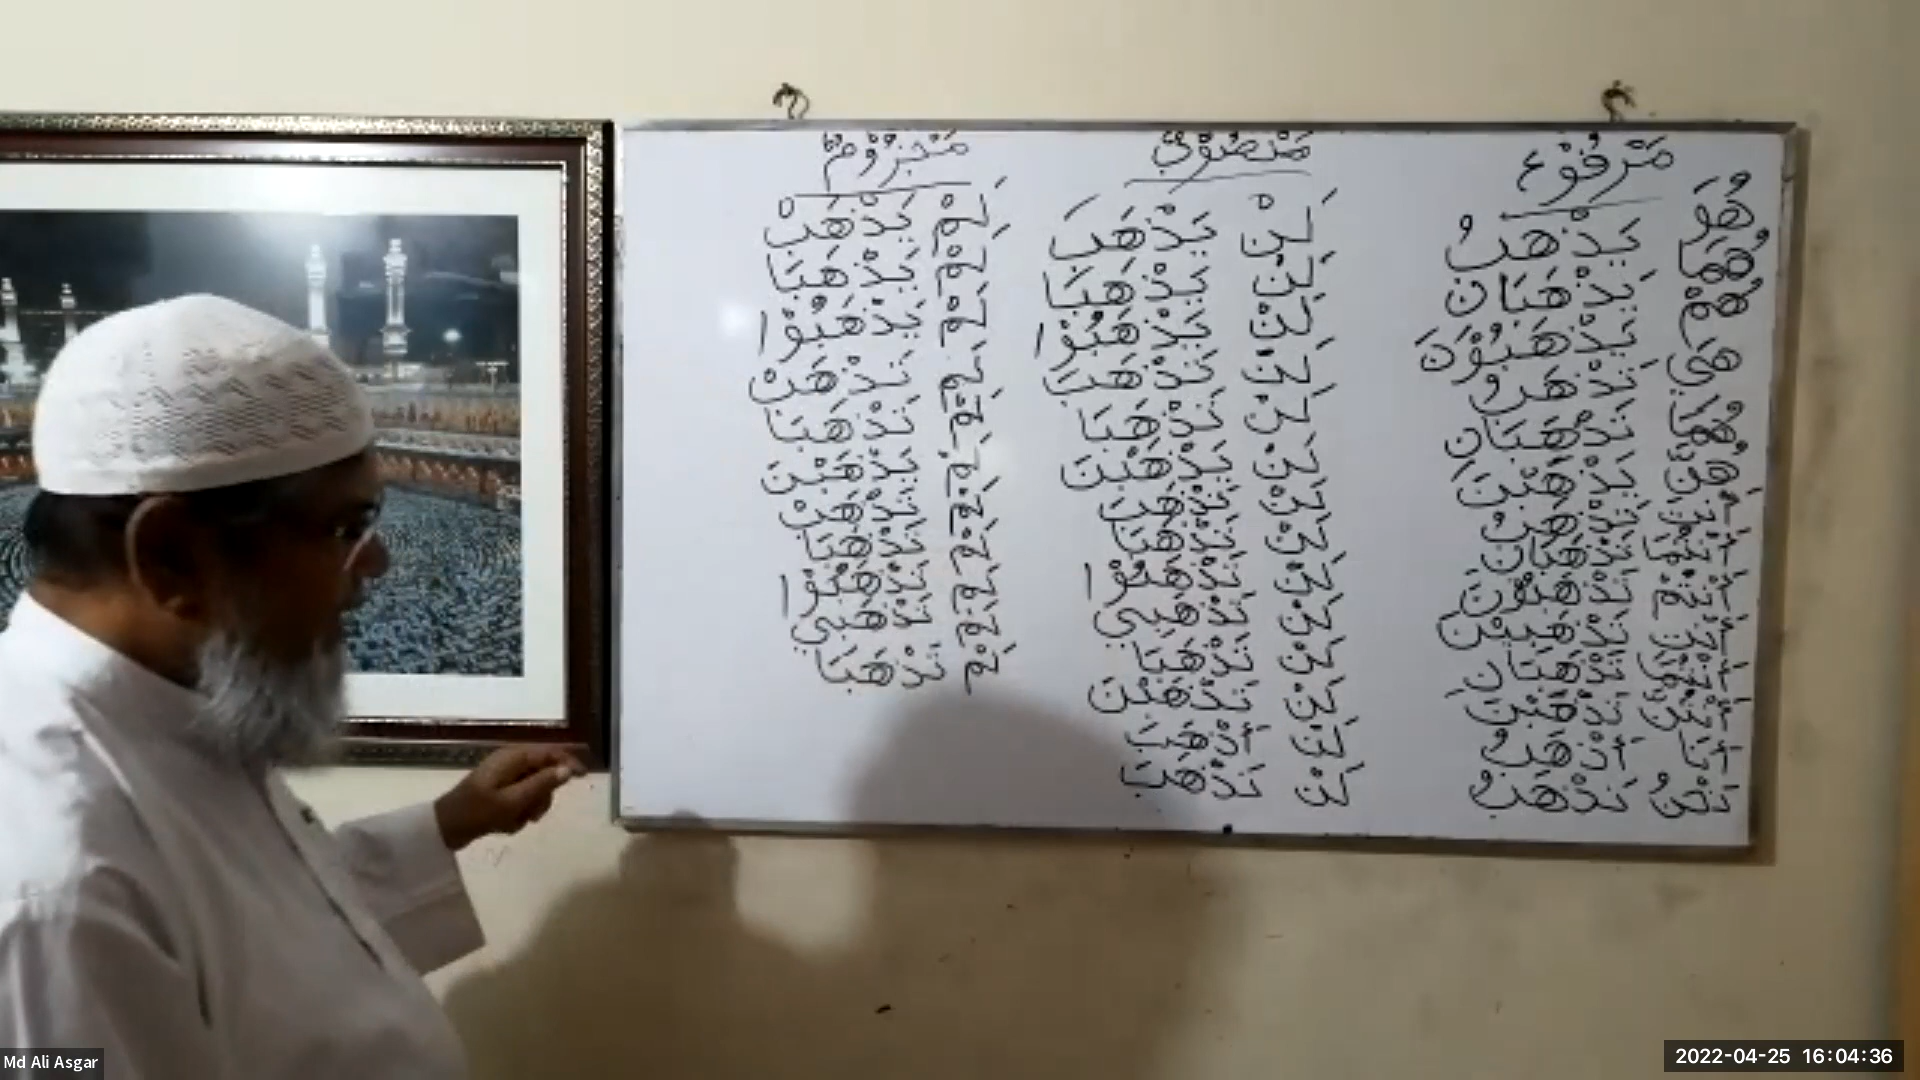 مَرْفُوْع
هُوَ يَذْهَبُ
هُمَا يَذْهَبَانِ
هُمْ يَذْهَبُوْنَ
هِيَ تَذْهَبُ
هُمَا تَذْهَبَانِ
هُنَّ يَذْهَبْنَ
أَنْتَ تَذْهَبُ
أَنْتُمَا تَذْهَبَانِ
أَنْتُمْ تَذْهَبُوْنَ
أَنْتِ تَذْهَبِيْنَ
أَنْتُمَا تَذْهَبَانِ
أَنْتُنَّ تَذْهَبْنَ
أَنَا أَذْهَبُ
نَحْنُ نَذْهَبُ
مَنْصُوْبٌ
لَنْ يَذْهَبَ
لَنْ يَذْهَبَا
لَنْ يَذْهَبُوْا
لَنْ تَذْهَبَ
لَنْ تَذْهَبَا
لَنْ يَذْهَبْنَ
لَنْ تَذْهَبَ
لَنْ تَذْهَبَا
لَنْ تَذْهَبُوْا
لَنْ تَذْهَبِيْ
لَنْ تَذْهَبَا
لَنْ تَذْهَبْنَ
لَنْ أَذْهَبَ
لَنْ نَذْهَبَ
مَجْزُوْمٌ
لَمْ يَذْهَبْ
لَمْ يَذْهَبَا
لَمْ يَذْهَبُوْا
لَمْ تَذْهَبْ
لَمْ تَذْهَبَا
لَمْ يَذْهَبْنَ
لَمْ تَذْهَبْ
لَمْ تَذْهَبَا
لَمْ تَذْهَبُوْا
لَمْ تَذْهَبِيْ
لَمْ تَذْهَبَا
Md Ali Asgar
2022-04-25 16:04:36